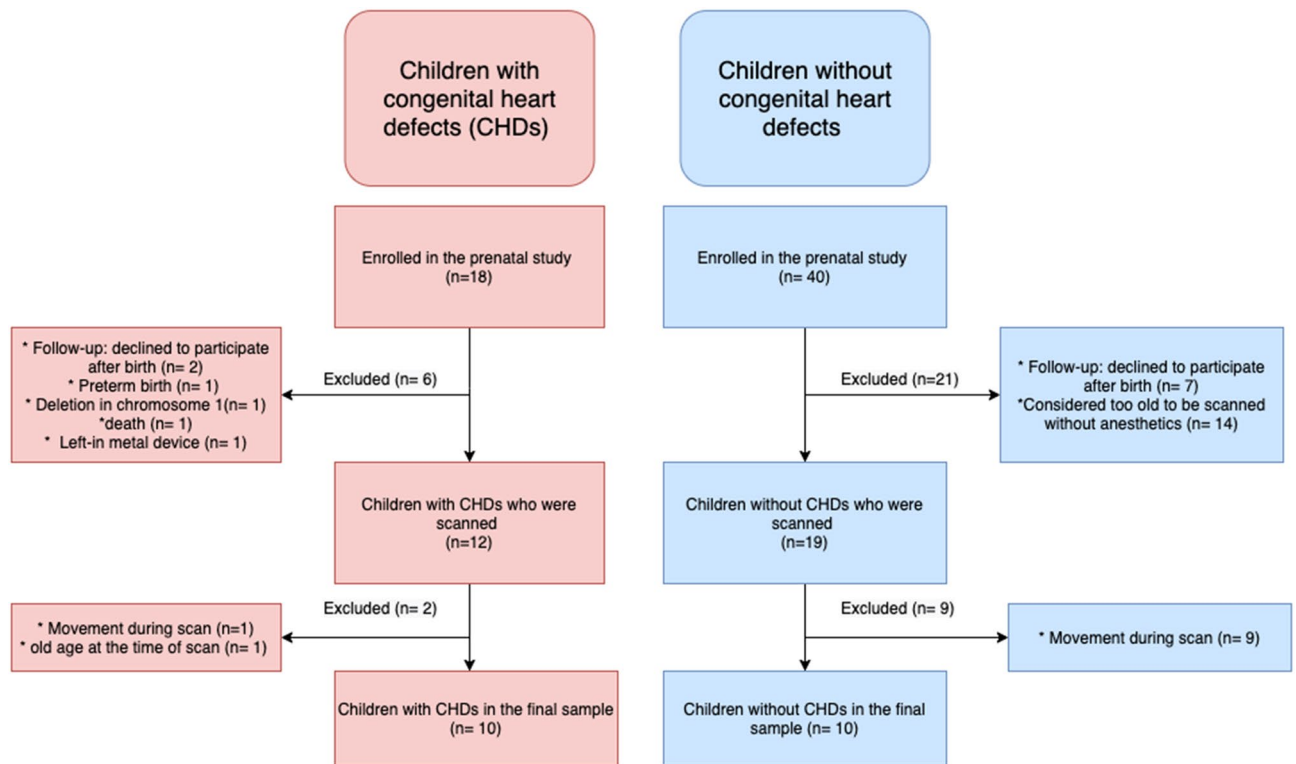 Children with
congenital heart
defects (CHDs)
Children without
congenital heart
defects
Enrolled in the prenatal study
(n=18)
Enrolled in the prenatal study
(n= 40)
* Follow-up: declined to participate
after birth (n= 2)
* Preterm birth (n= 1)
* Deletion in chromosome 1(n= 1)
*death (n= 1)
* Left-in metal device (n= 1)
Excluded (n= 6)
Excluded (n=21)
* Follow-up: declined to participate
after birth (n= 7)
*Considered too old to be scanned
without anesthetics (n= 14)
Children with CHDs who were
scanned
(n=12)
Children without CHDs who were
scanned
(n=19)
* Movement during scan (n=1)
* old age at the time of scan (n= 1)
Excluded (n= 2)
Excluded (n= 9)
* Movement during scan (n= 9)
Children with CHDs in the final sample
(n= 10)
Children without CHDs in the final
sample (n= 10)